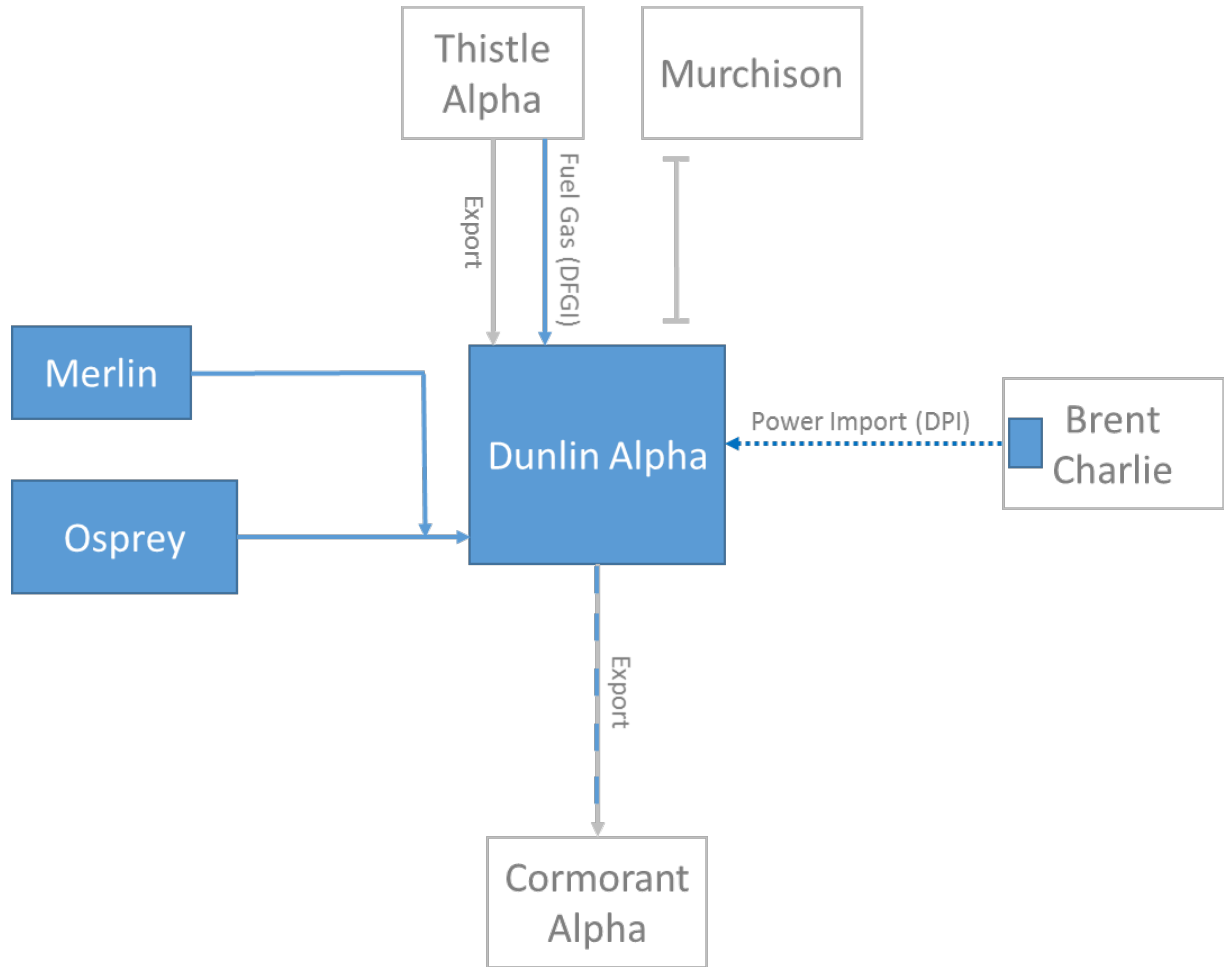 Thistle
Alpha
Murchison
Export
Fuel Gas (DFGI)
Merlin
Dunlin Alpha
Power Import (DPI)
Brent
Charlie
Osprey
Export
Cormorant
Alpha